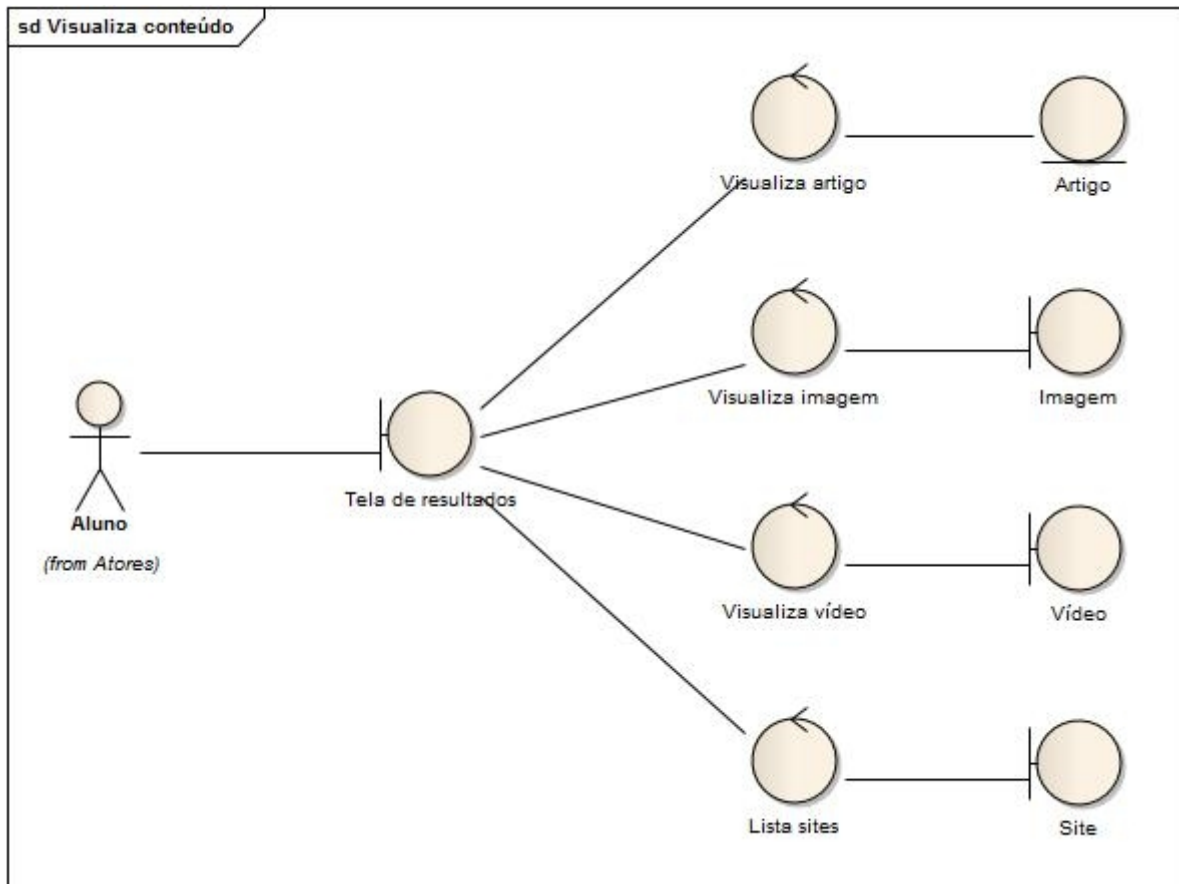 sd Visualiza conteúdo
Visualiza artigo
Artigo
Visualiza imagem
Imagem
Aluno
(from Atores)
Tela de resultados
Visualiza vídeo
Vídeo
Lista sites
Site